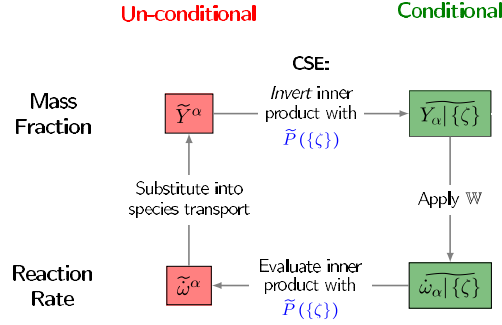 Un-conditional Conditional
CSE:
Mass
Fraction
Ỹ^α
Invert inner
product with
P̃({ζ})
Y_α|{ζ}
Substitute into
species transport
Apply 𝕎
Reaction
Rate
ω̇̃^α
Evaluate inner
product with
P̃({ζ})
ω̇_α|{ζ}